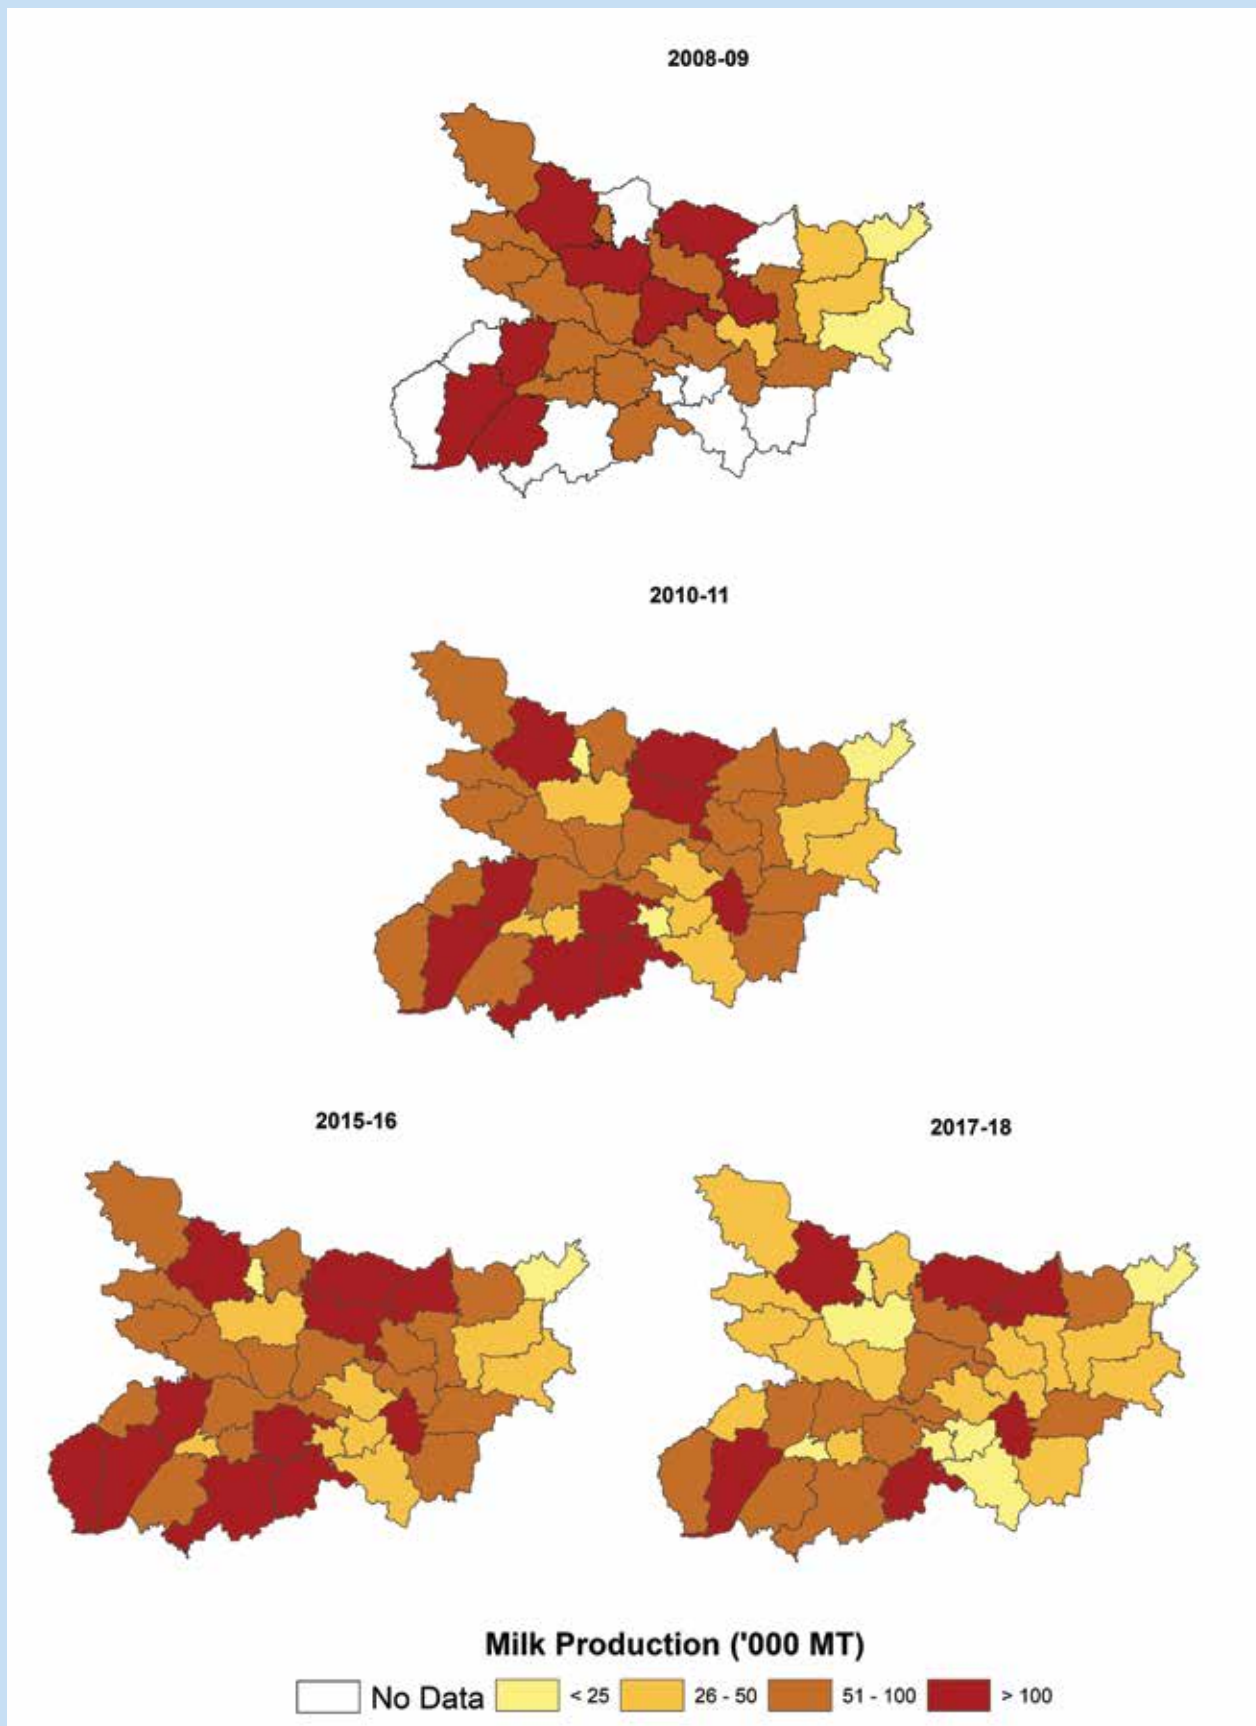 2008-09
2010-11
2015-16
2017-18
Milk Production ('000 MT)
No Data < 25 26 - 50 51 - 100 > 100